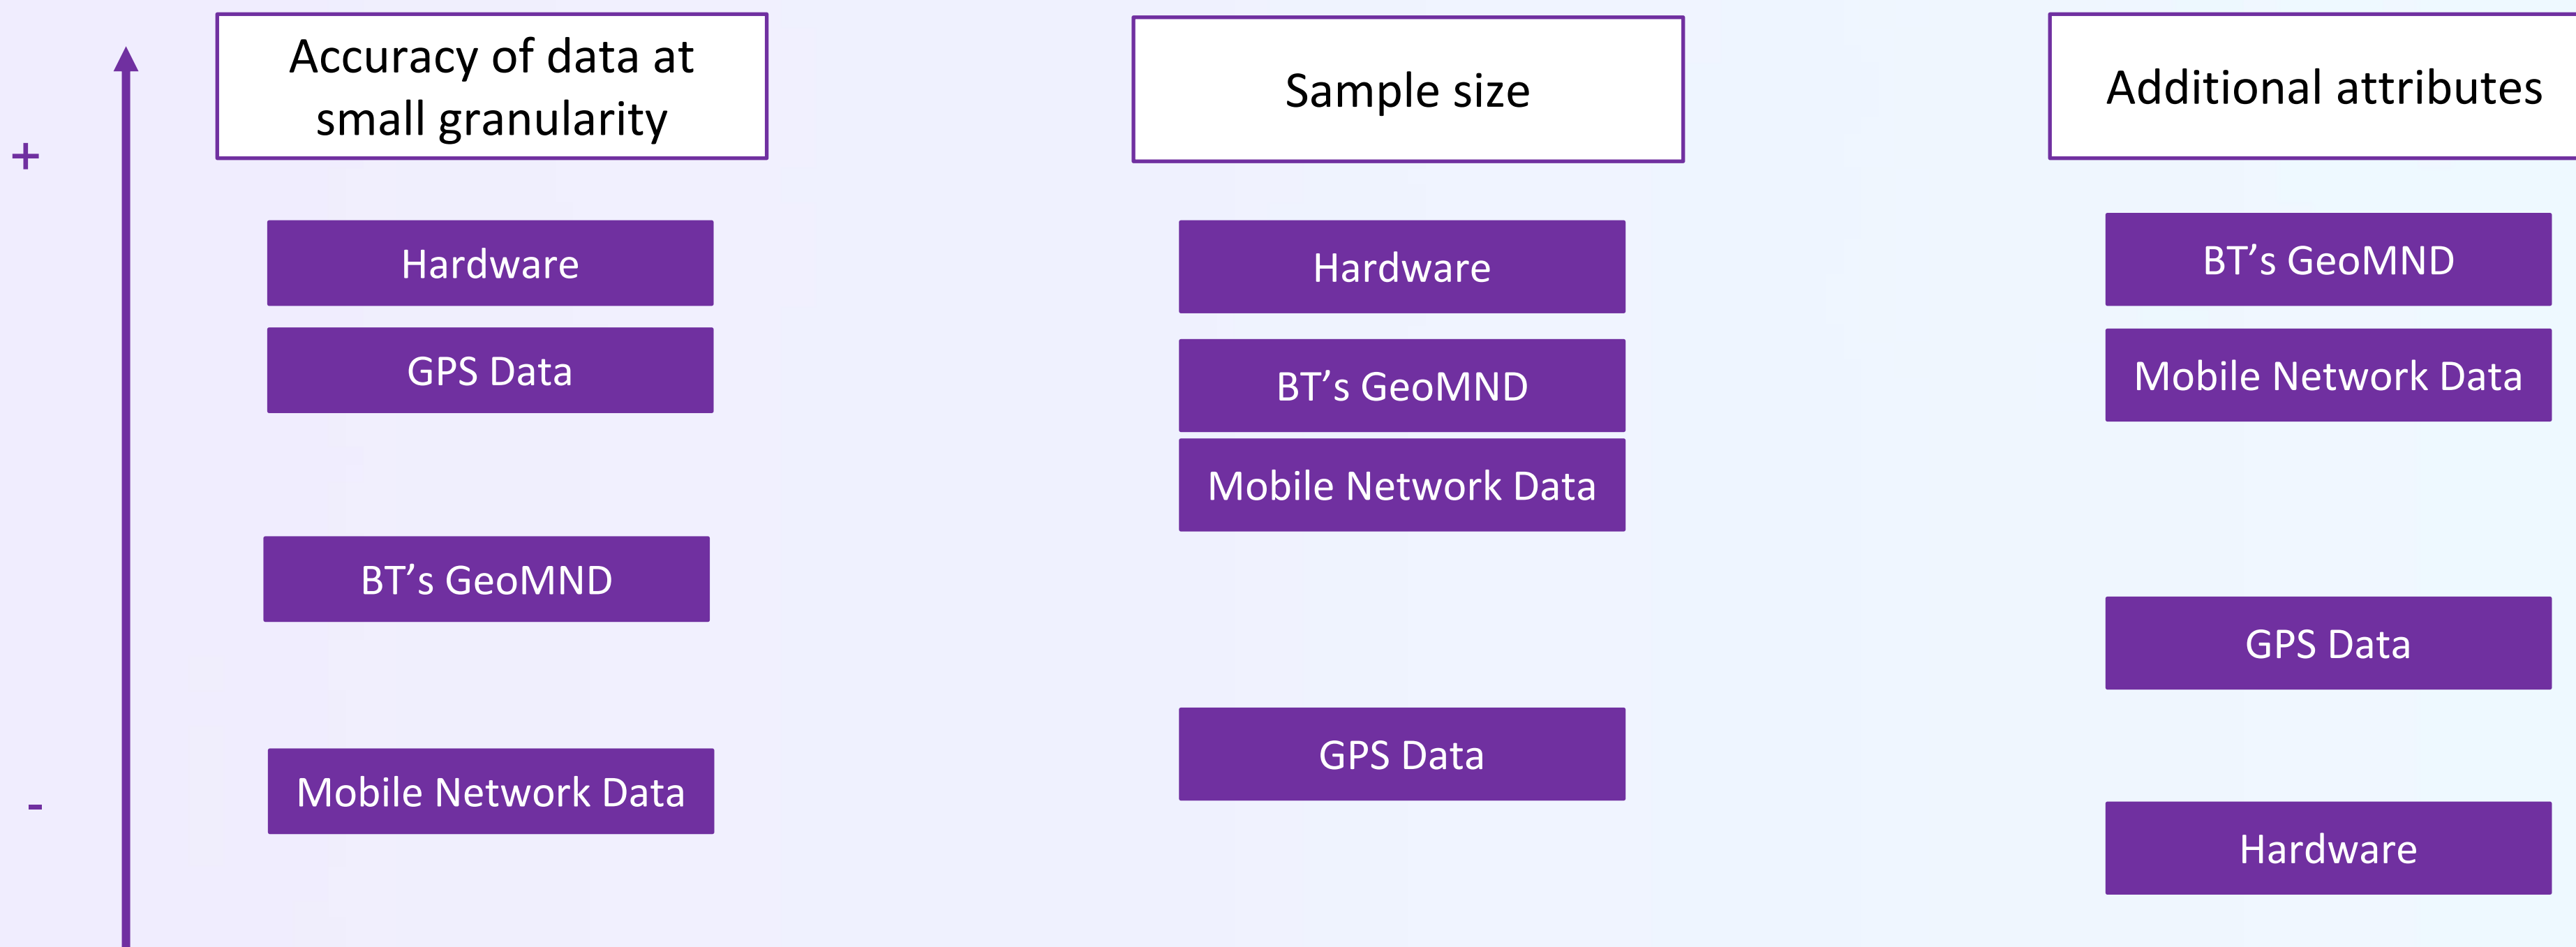 +
-
Accuracy of data at
small granularity
Hardware
GPS Data
BT’s GeoMND
Mobile Network Data
Sample size
Hardware
BT’s GeoMND
Mobile Network Data
GPS Data
Additional attributes
BT’s GeoMND
Mobile Network Data
GPS Data
Hardware